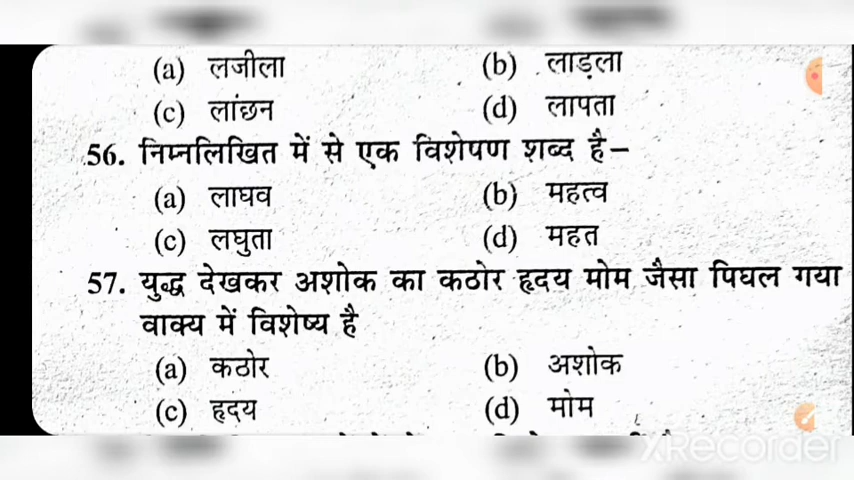 (a) लजीला (b) लाड़ला
(c) लांछन (d) लापता
56. निम्नलिखित में से एक विशेषण शब्द है–
(a) लाघव (b) महत्व
(c) लघुता (d) महत
57. युद्ध देखकर अशोक का कठोर हृदय मोम जैसा पिघल गया
वाक्य में विशेष्य है
(a) कठोर (b) अशोक
(c) हृदय (d) मोम
XRecorder